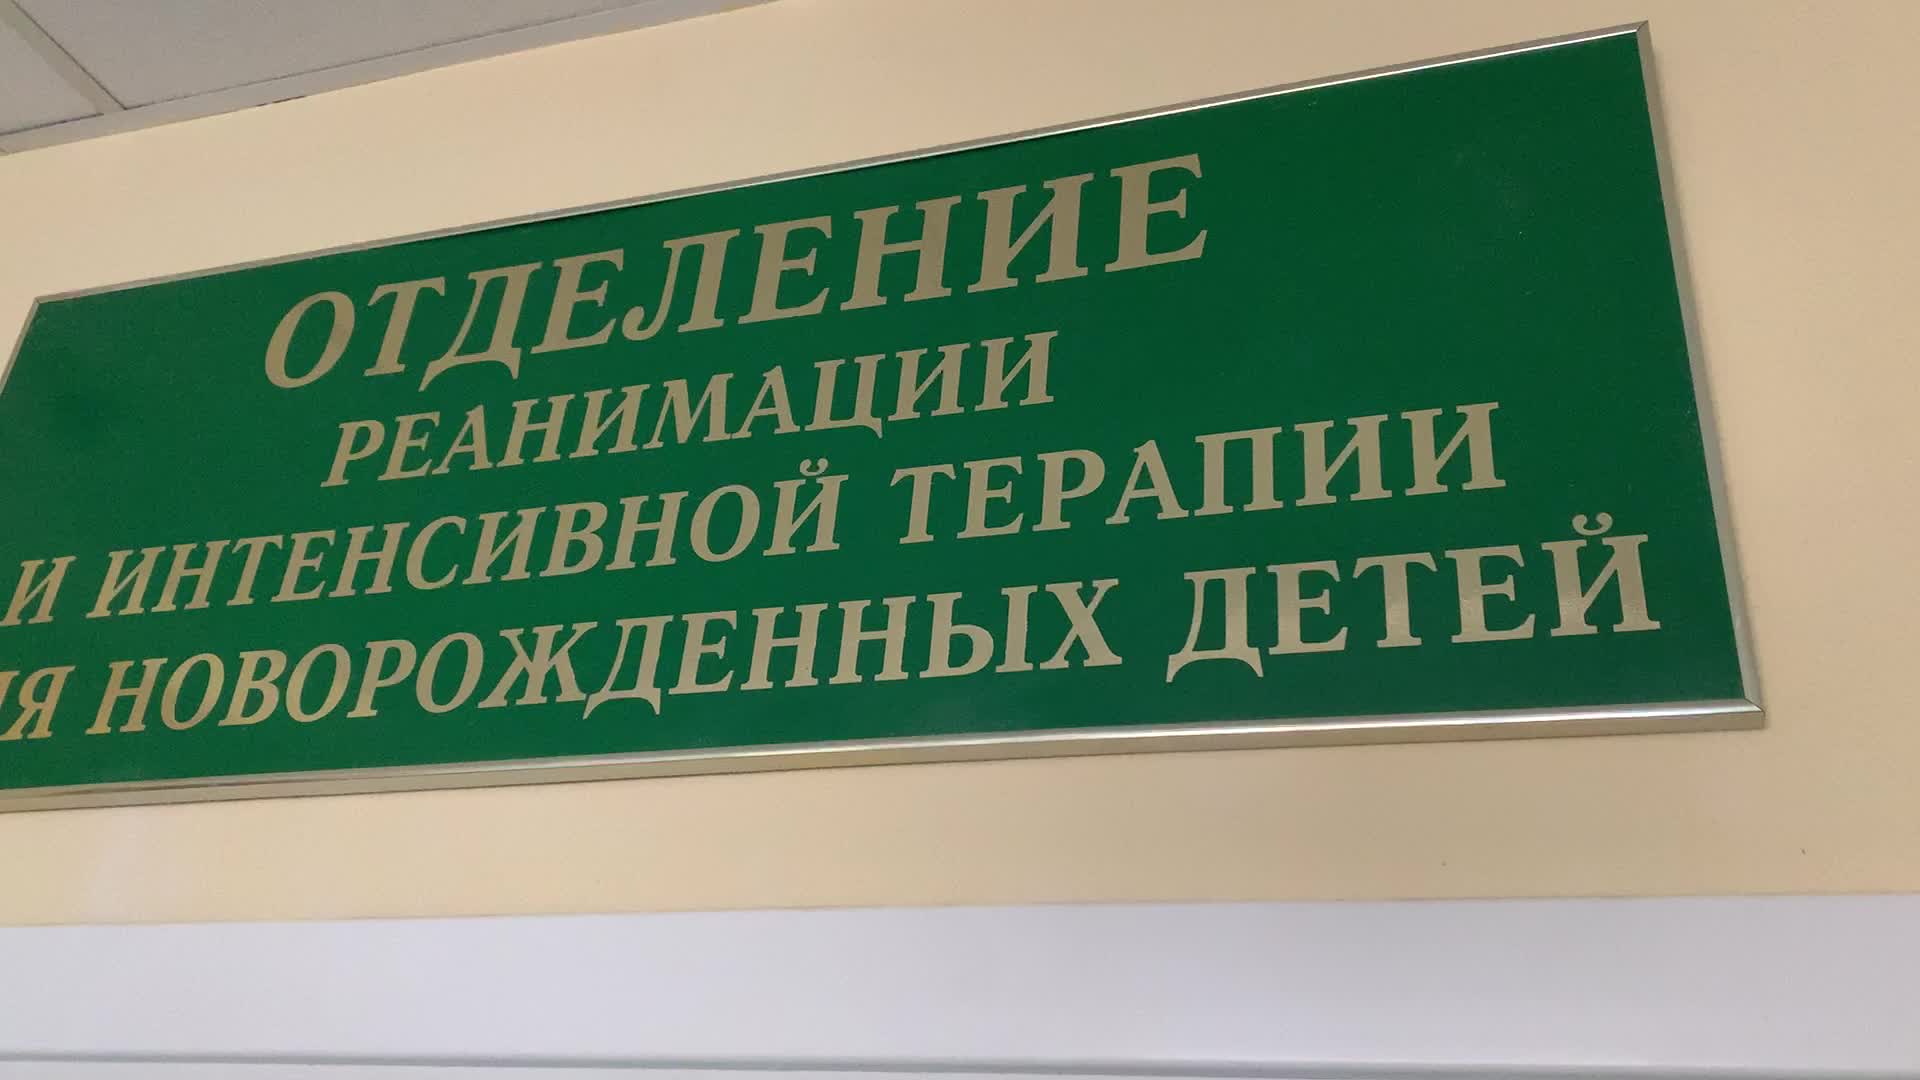 ОТДЕЛЕНИЕ
РЕАНИМАЦИИ
И ИНТЕНСИВНОЙ ТЕРАПИИ
НОВОРОЖДЕННЫХ ДЕТЕЙ